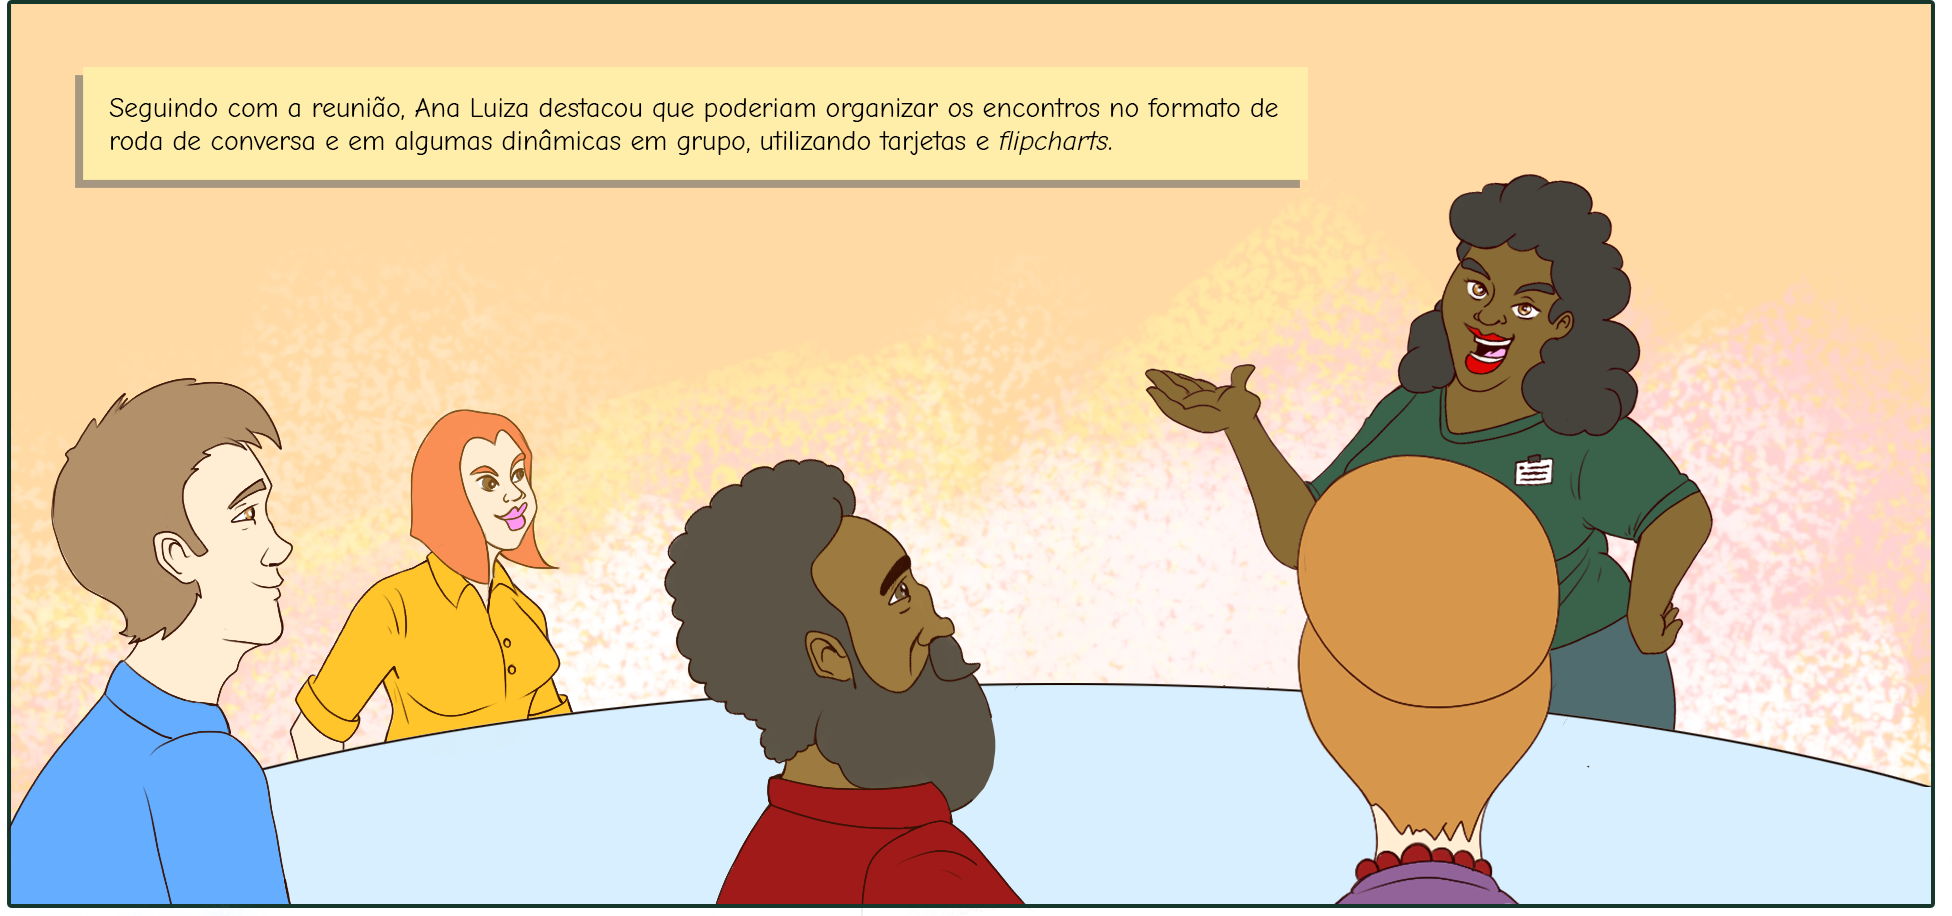 Seguindo com a reunião, Ana Luiza destacou que poderiam organizar os encontros no formato de
roda de conversa e em algumas dinâmicas em grupo, utilizando tarjetas e flipcharts.